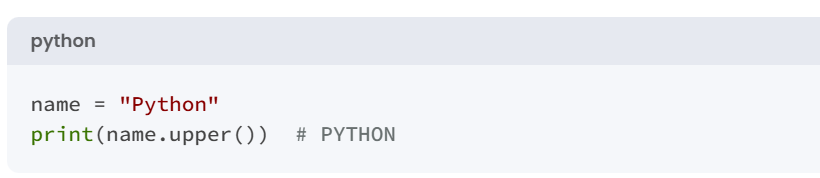 python
name = "Python"
print(name.upper())  # PYTHON